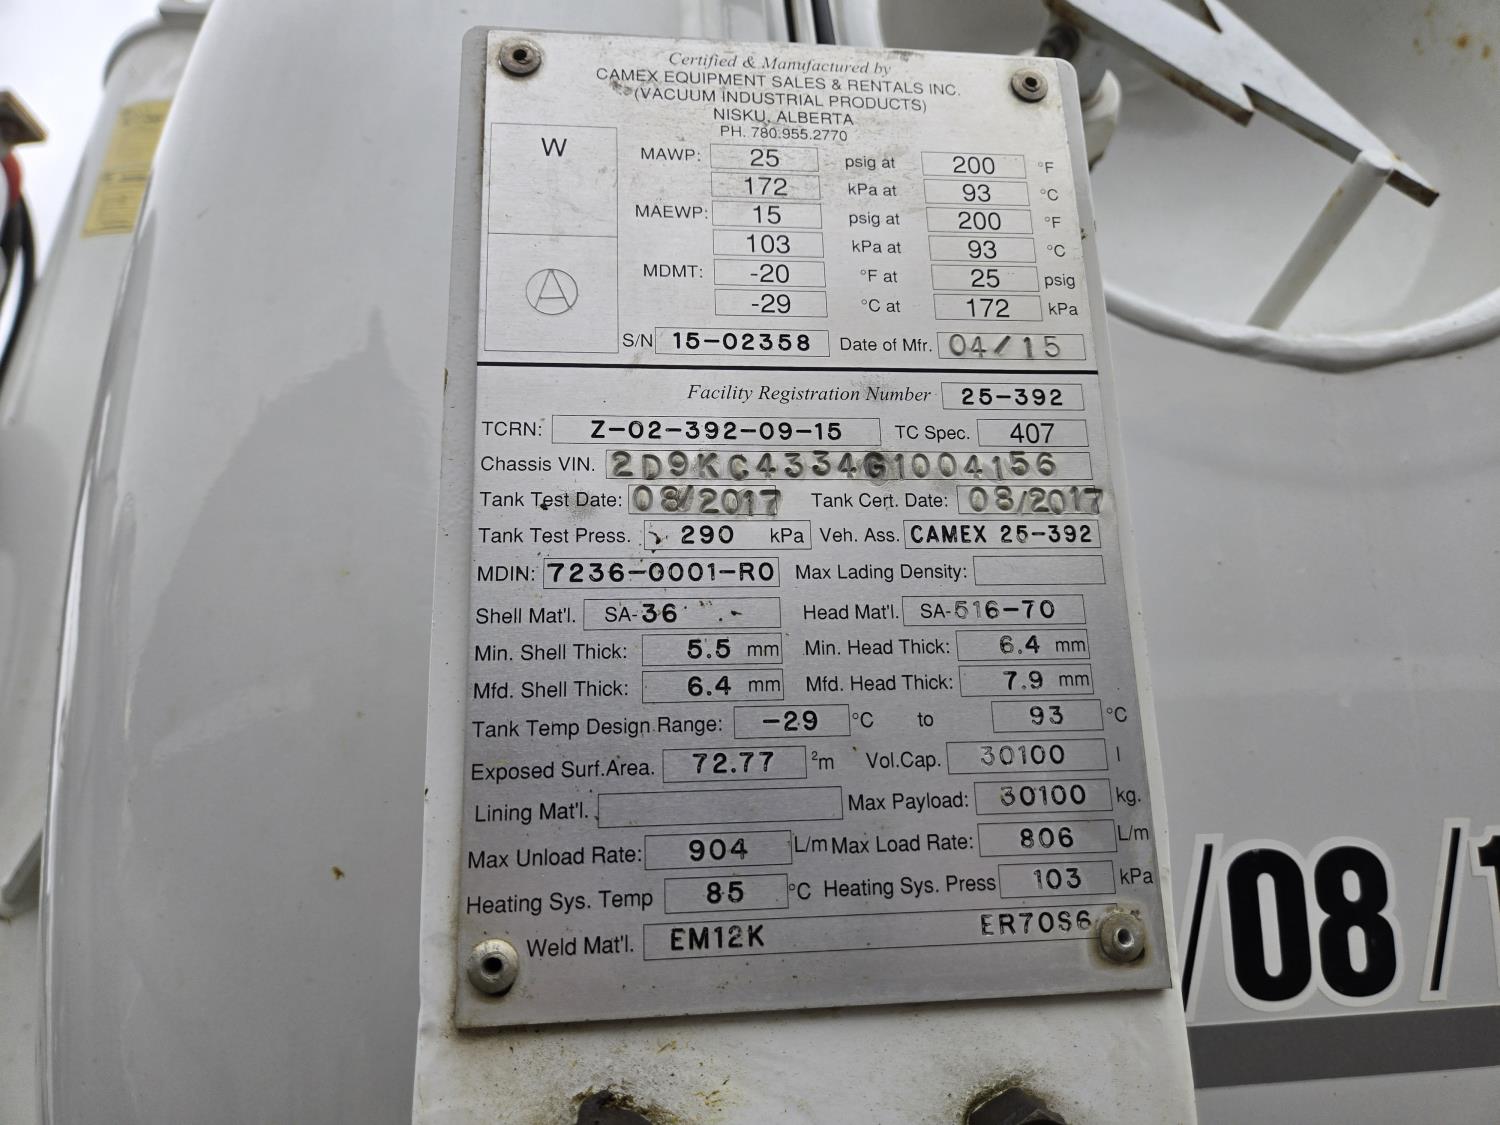 Certified & Manufactured by
CAMEX EQUIPMENT SALES & RENTALS INC.
(VACUUM INDUSTRIAL PRODUCTS)
NISKU, ALBERTA
PH. 780.955.2770
W
MAWP: 25 psig at 200 °F
172 kPa at 93 °C
MAEWP: 15 psig at 200 °F
103 kPa at 93 °C
MDMT: -20 °F at 25 psig
-29 °C at 172 kPa
A
S/N 15-02358 Date of Mfr. 04/15
Facility Registration Number 25-392
TCRN: Z-02-392-09-15 TC Spec. 407
Chassis VIN. 2D9KC4334G1004156
Tank Test Date: 08/2017 Tank Cert. Date: 08/2017
Tank Test Press. 290 kPa Veh. Ass. CAMEX 25-392
MDIN: 7236-0001-R0 Max Lading Density:
Shell Mat'l. SA-36 Head Mat'l. SA-516-70
Min. Shell Thick: 5.5 mm Min. Head Thick: 6.4 mm
Mfd. Shell Thick: 6.4 mm Mfd. Head Thick: 7.9 mm
Tank Temp Design Range: -29 °C to 93 °C
Exposed Surf.Area. 72.77 ²m Vol.Cap. 30100 l
Lining Mat'l. Max Payload: 30100 kg.
Max Unload Rate: 904 L/m Max Load Rate: 806 L/m
Heating Sys. Temp 85 °C Heating Sys. Press 103 kPa
Weld Mat'l. EM12K ER70S6
/08/1